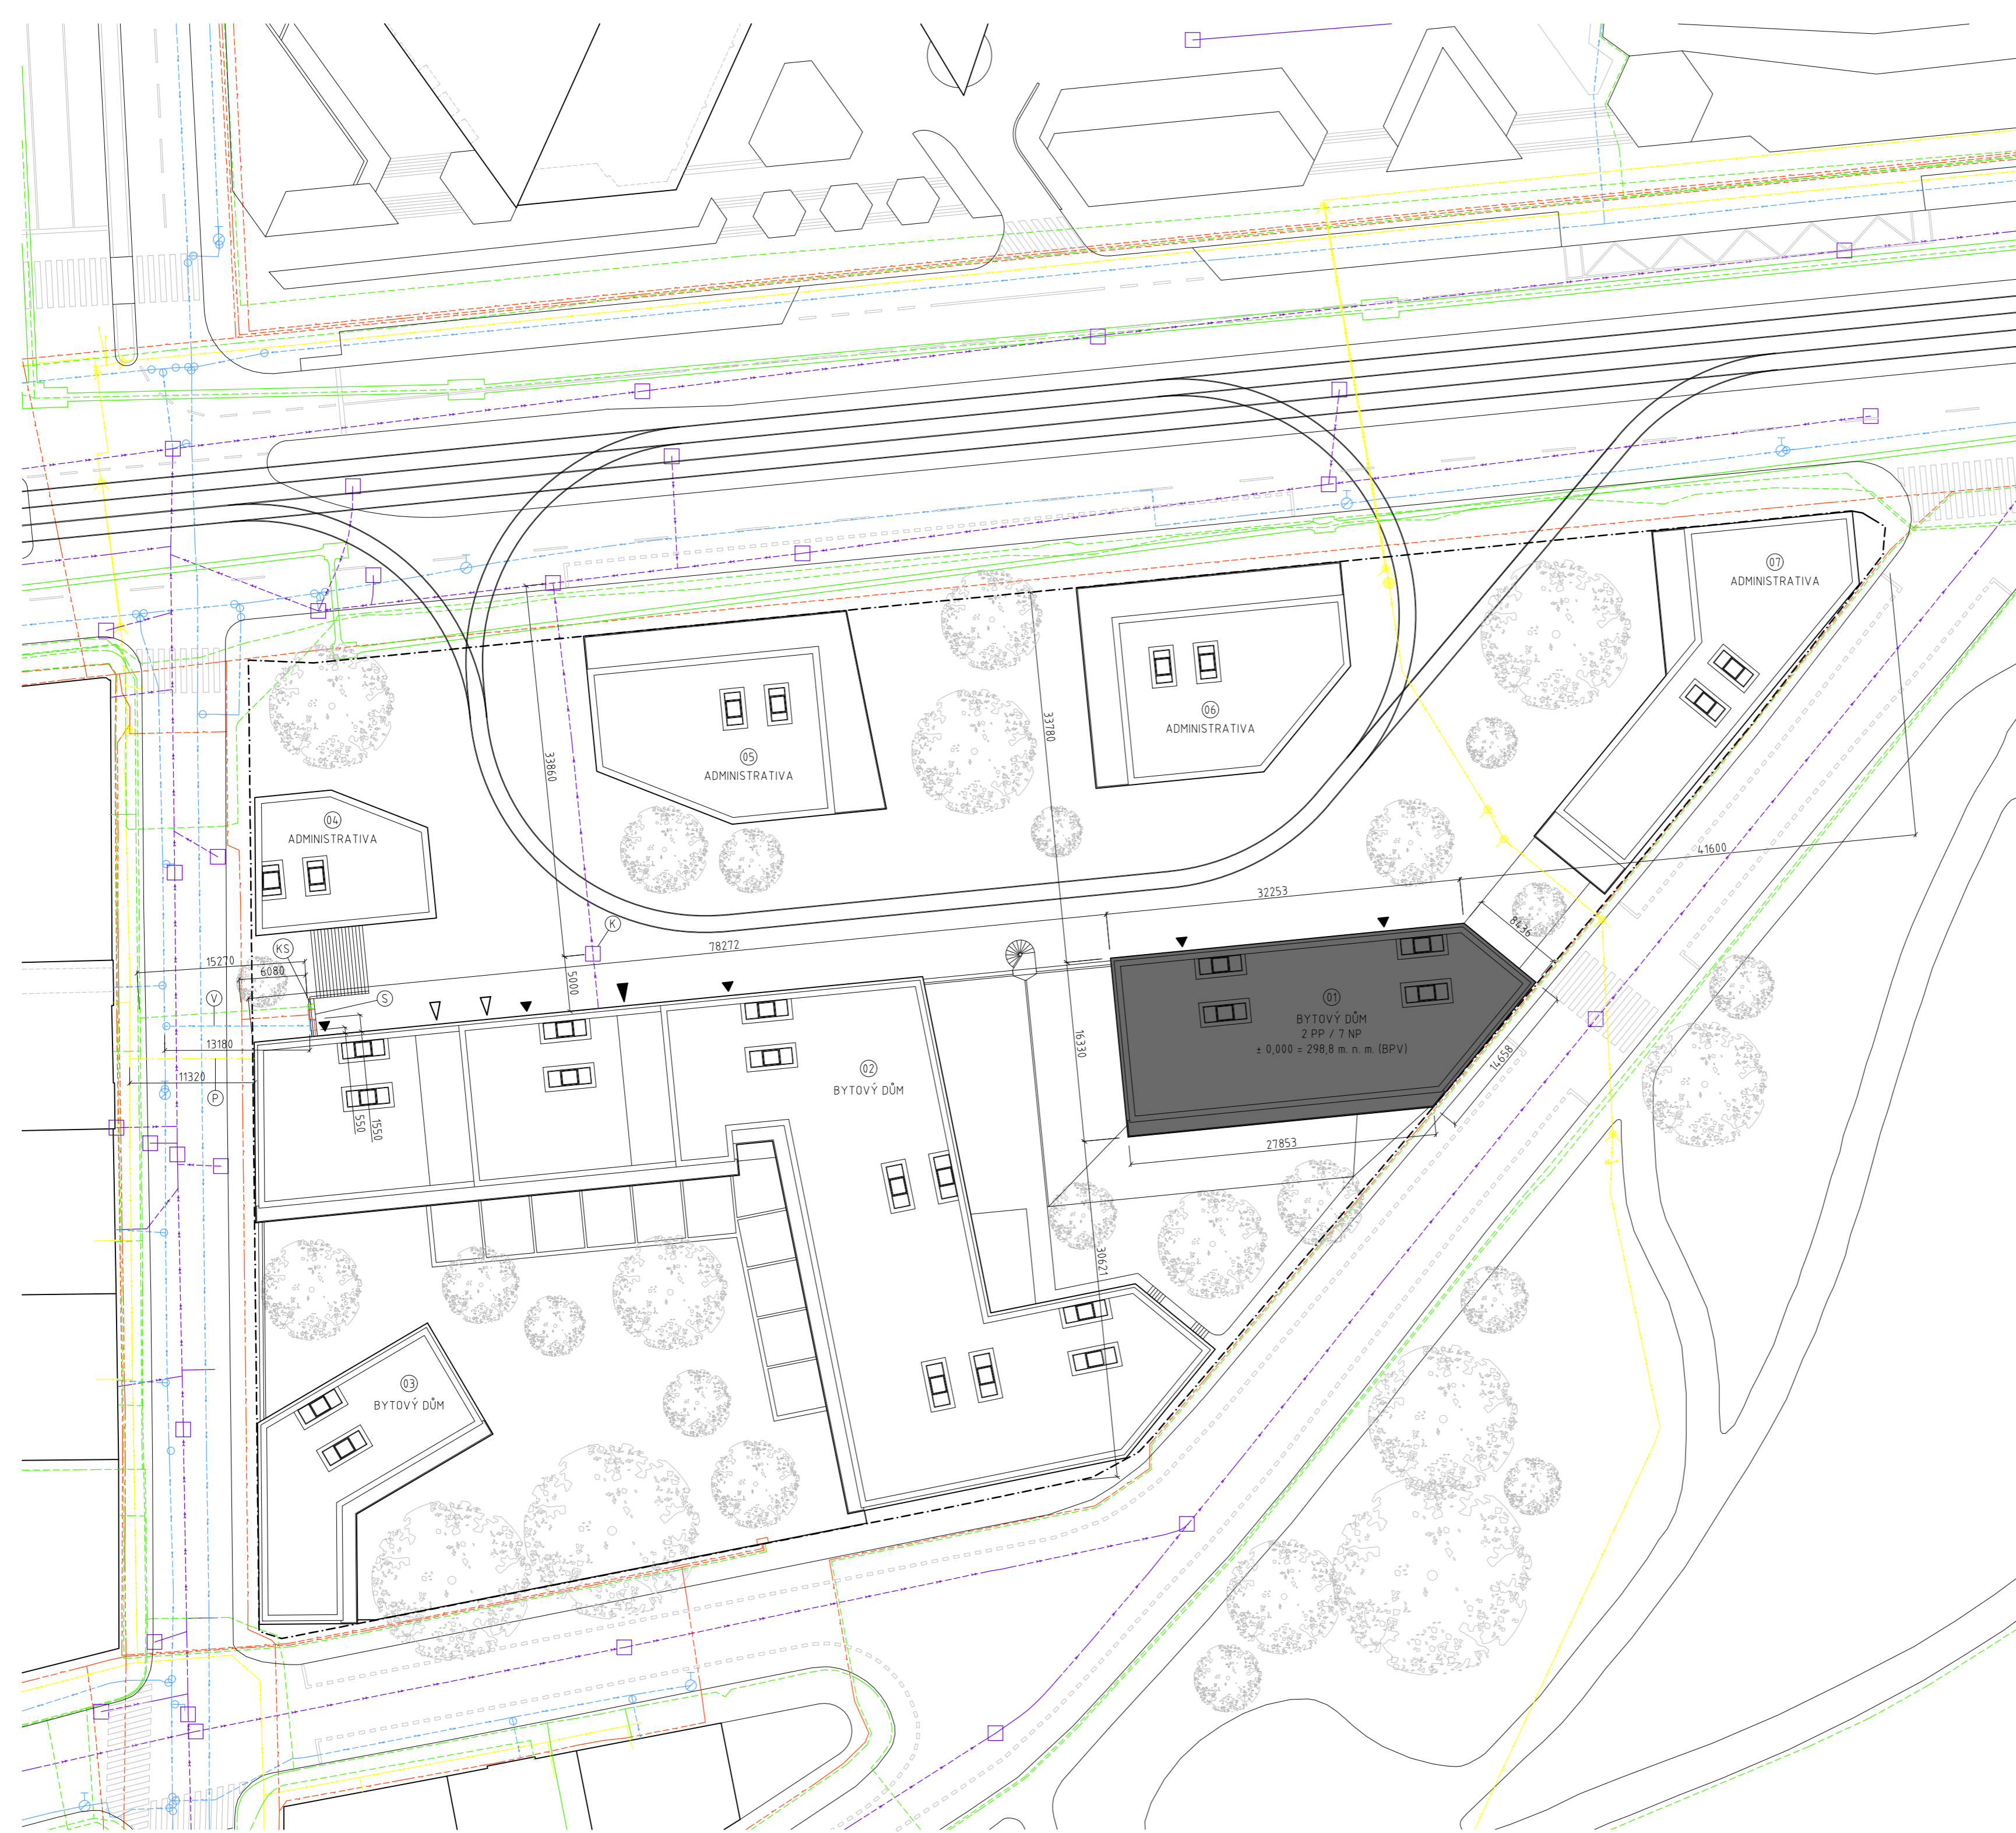 07
ADMINISTRATIVA
06
ADMINISTRATIVA
05
ADMINISTRATIVA
04
ADMINISTRATIVA
33860
33780
41600
32253
8436
78272
K
KS
15270
6080
V
S
5000
01
BYTOVÝ DŮM
2 PP / 7 NP
± 0,000 = 298,8 m. n. m. (BPV)
13180
16330
14658
11320
P
02
BYTOVÝ DŮM
550
1550
27853
30621
03
BYTOVÝ DŮM